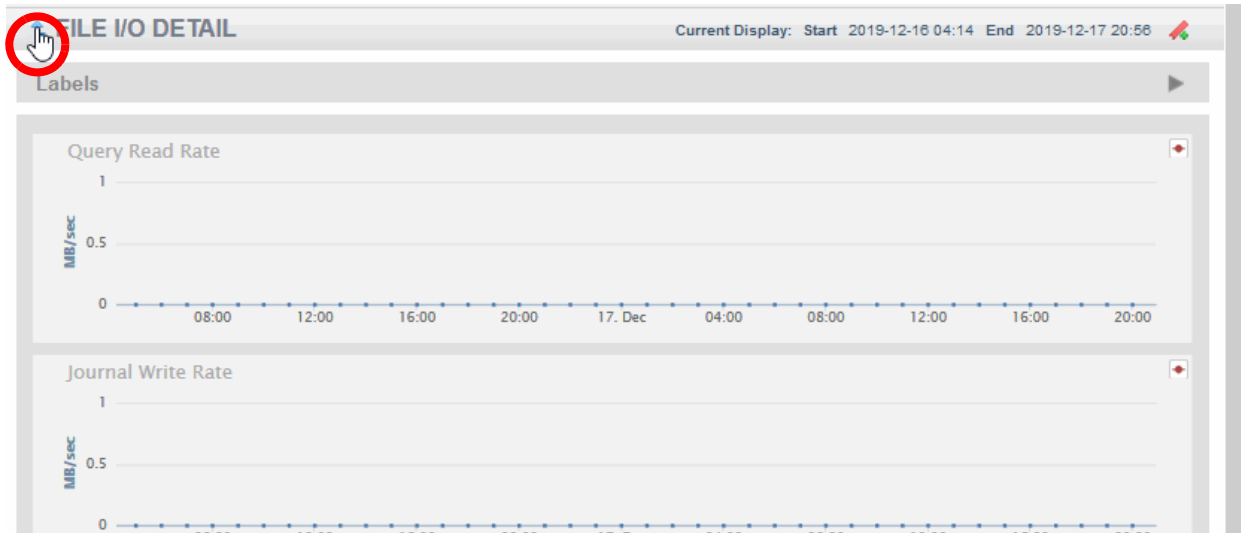 FILE I/O DETAIL
Current Display: Start 2019-12-16 04:14 End 2019-12-17 20:56
Labels
Query Read Rate
1
MB/sec
0.5
0
08:00 12:00 16:00 20:00 17. Dec 04:00 08:00 12:00 16:00 20:00
Journal Write Rate
1
MB/sec
0.5
0